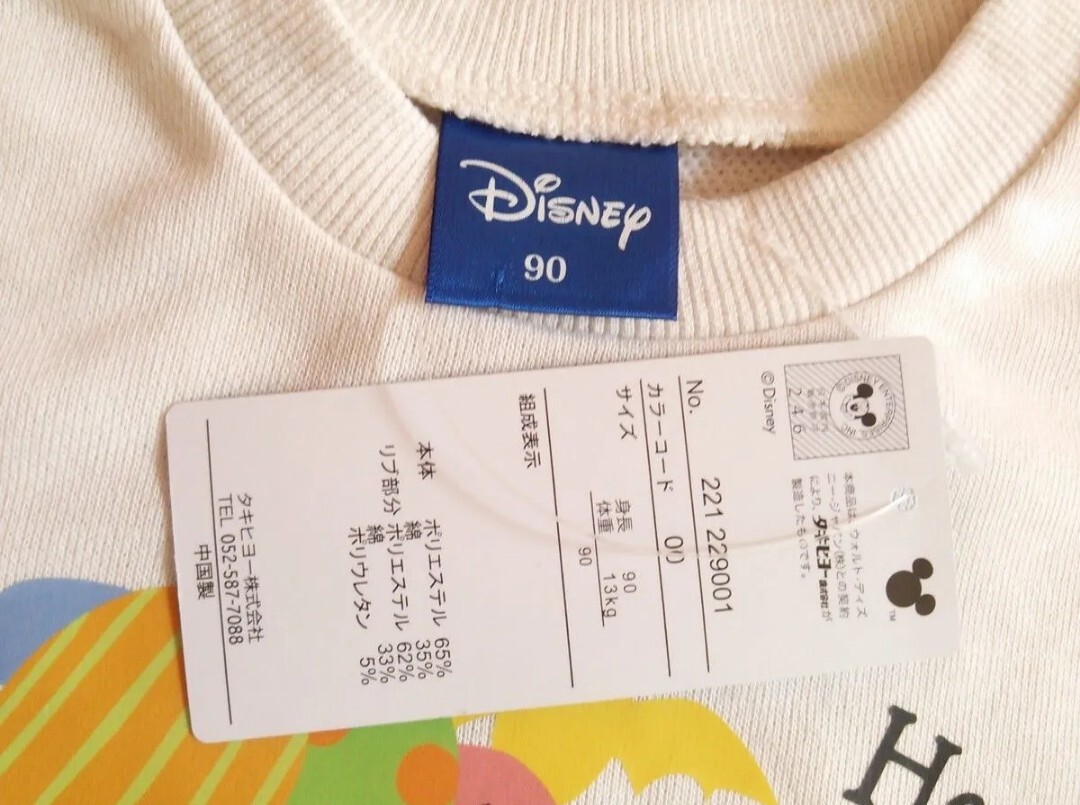 Disney
90
©Disney
246
本商品は、ウォルト・ディズ
ニー・ジャパン(株)との契約
により、タキヒヨー株式会社が
製造したものです。
TM
No. 221 229001
カラーコード 00
サイズ 身長 90
体重 13kg
90
組成表示
本体 ポリエステル 65%
綿 35%
リブ部分 ポリエステル 62%
綿 33%
ポリウレタン 5%
タキヒヨー株式会社
TEL 052-587-7088
中国製